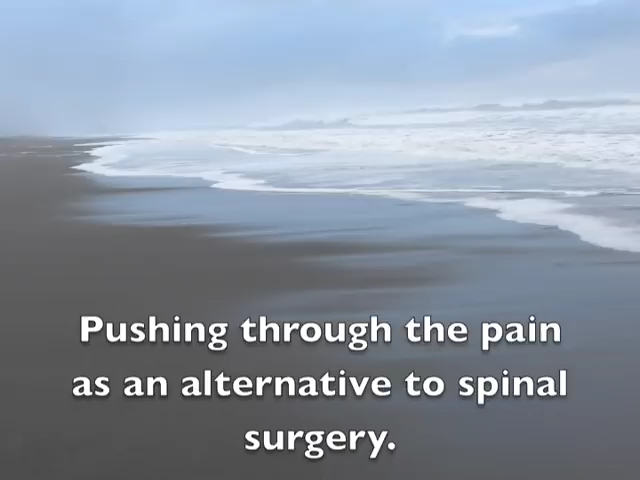 Pushing through the pain
as an alternative to spinal
surgery.